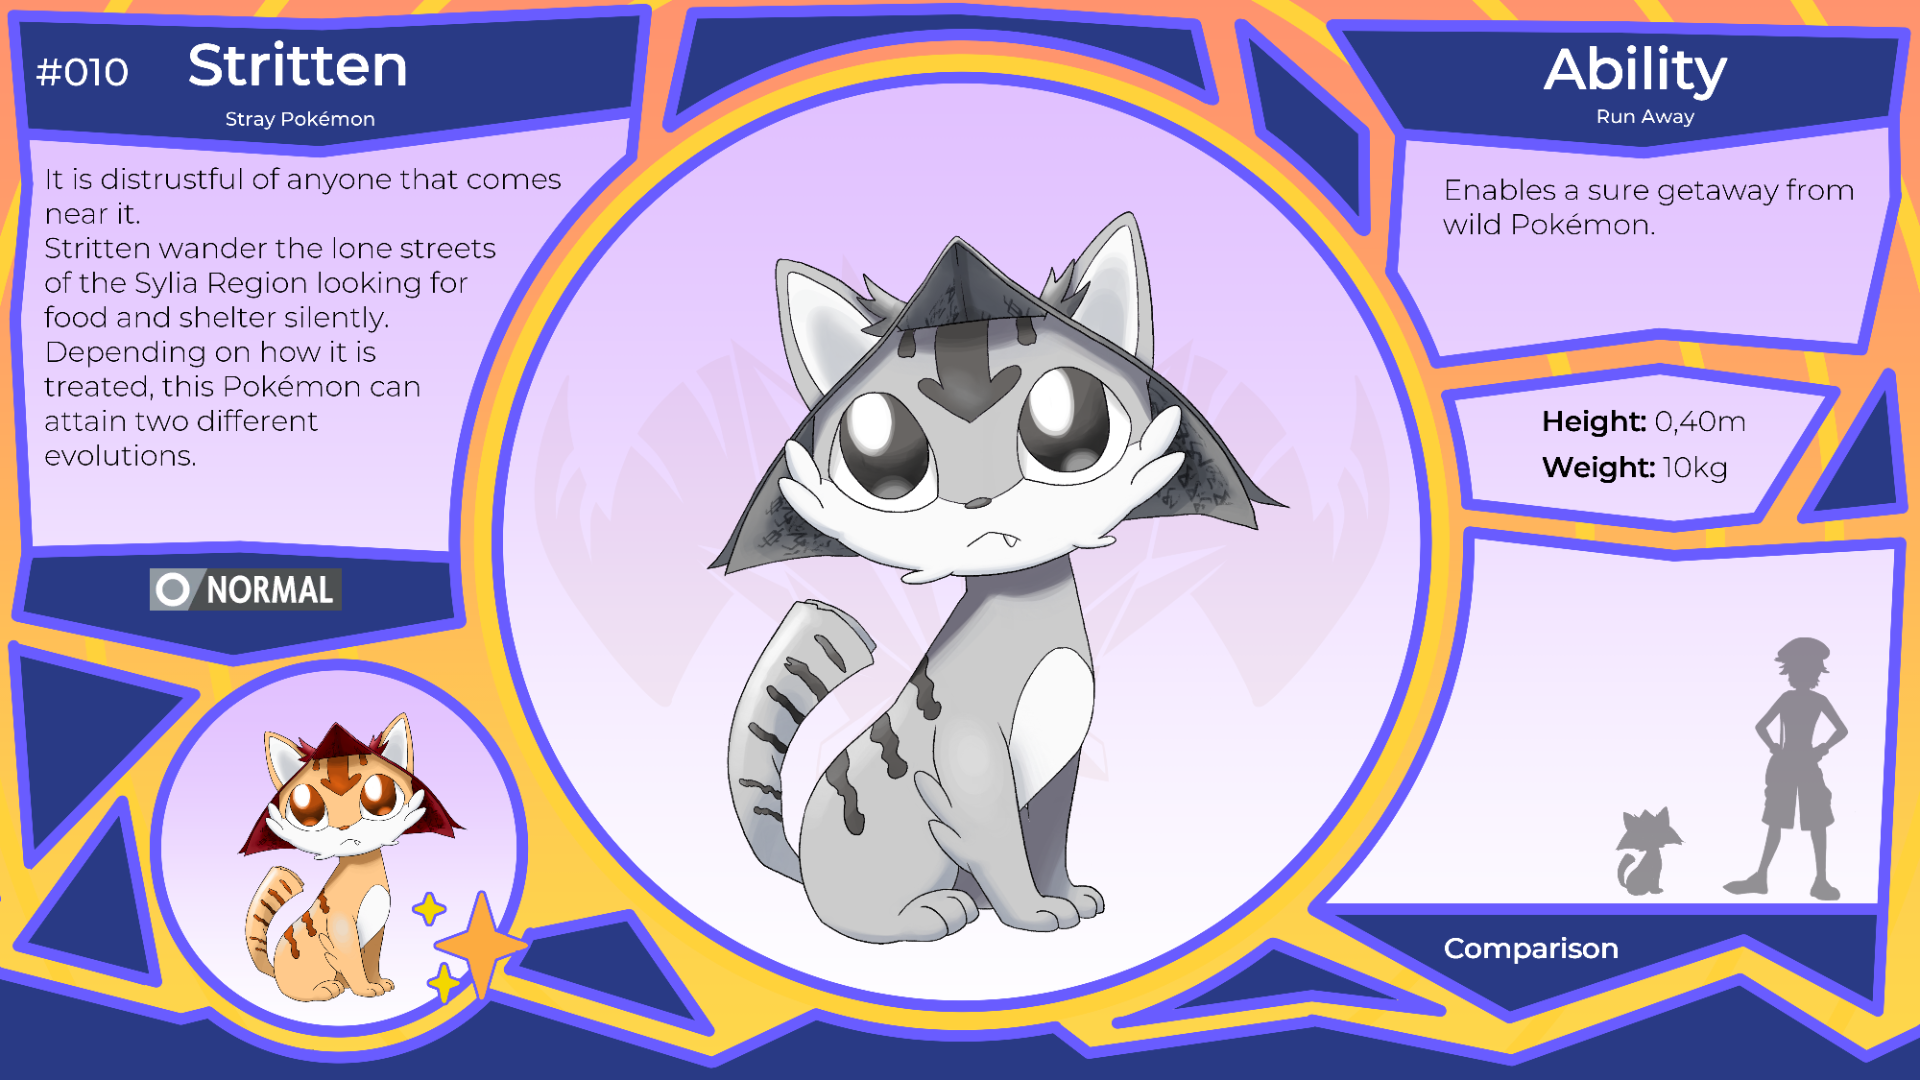 #010 Stritten
Stray Pokémon
It is distrustful of anyone that comes
near it.
Stritten wander the lone streets
of the Sylia Region looking for
food and shelter silently.
Depending on how it is
treated, this Pokémon can
attain two different
evolutions.
NORMAL
Ability
Run Away
Enables a sure getaway from
wild Pokémon.
Height: 0,40m
Weight: 10kg
Comparison